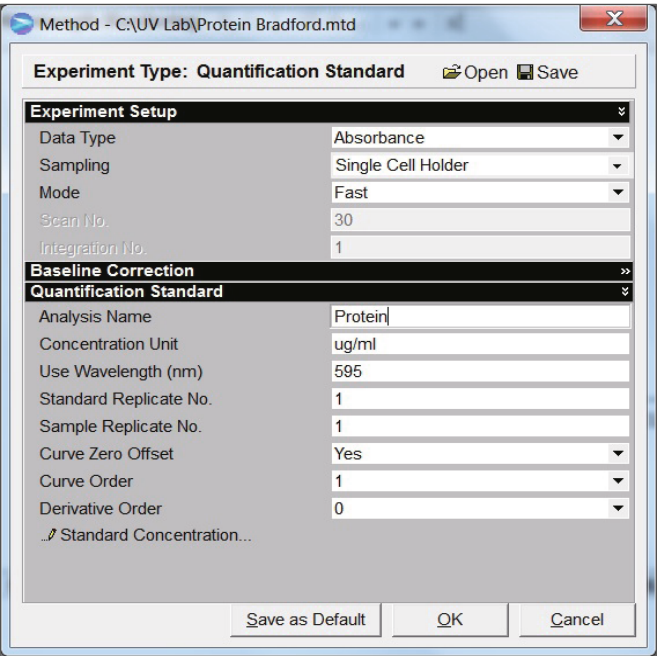 Method - C:\UV Lab\Protein Bradford.mtd
X
Experiment Type: Quantification Standard Open Save
Experiment Setup
Data Type Absorbance
Sampling Single Cell Holder
Mode Fast
Scan No. 30
Integration No. 1
Baseline Correction
Quantification Standard
Analysis Name Protein
Concentration Unit ug/ml
Use Wavelength (nm) 595
Standard Replicate No. 1
Sample Replicate No. 1
Curve Zero Offset Yes
Curve Order 1
Derivative Order 0
Standard Concentration...
Save as Default OK Cancel